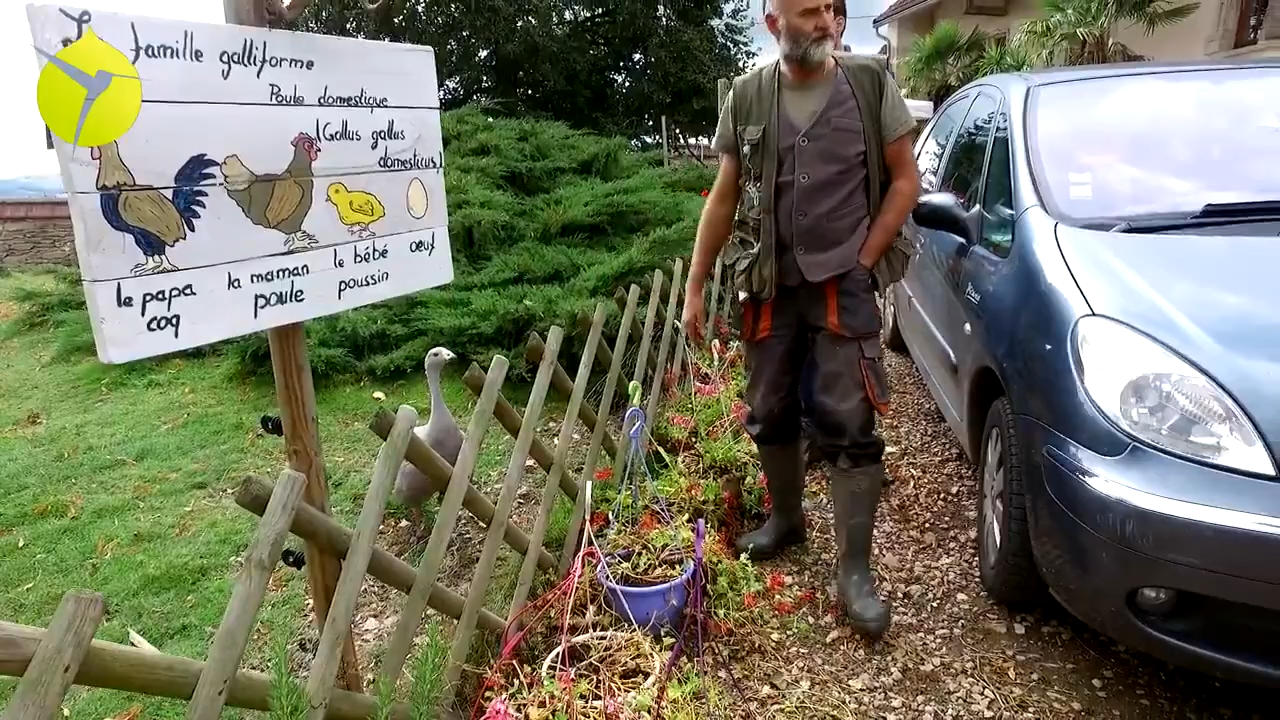 famille galliforme
Poule domestique
(Gallus gallus
domesticus)
le papa
coq
la maman
poule
le bébé
poussin
oeuf